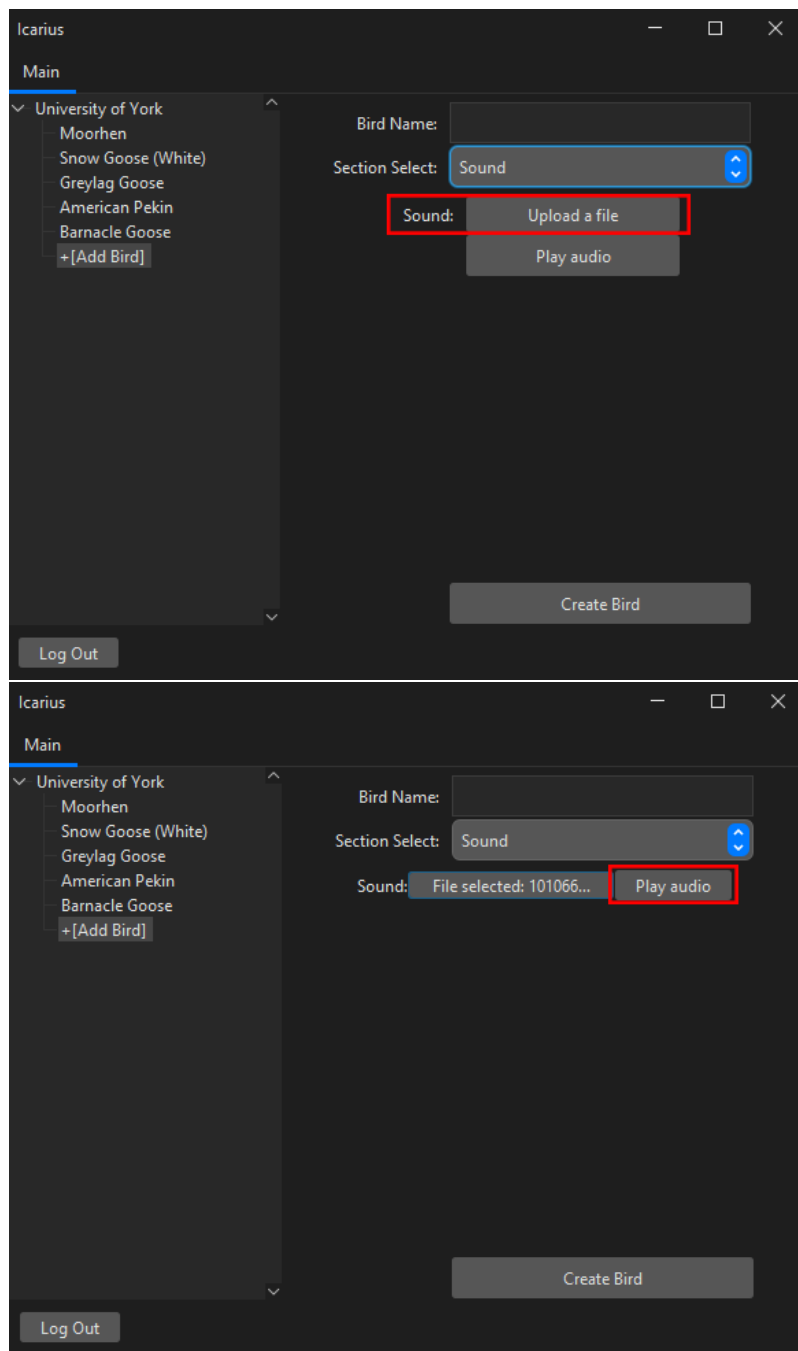 Icarius
Main
University of York
Moorhen
Snow Goose (White)
Greylag Goose
American Pekin
Barnacle Goose
+[Add Bird]
Bird Name:
Section Select: Sound
Sound: Upload a file
Play audio
Create Bird
Log Out
Icarius
Main
University of York
Moorhen
Snow Goose (White)
Greylag Goose
American Pekin
Barnacle Goose
+[Add Bird]
Bird Name:
Section Select: Sound
Sound: File selected: 101066... Play audio
Create Bird
Log Out